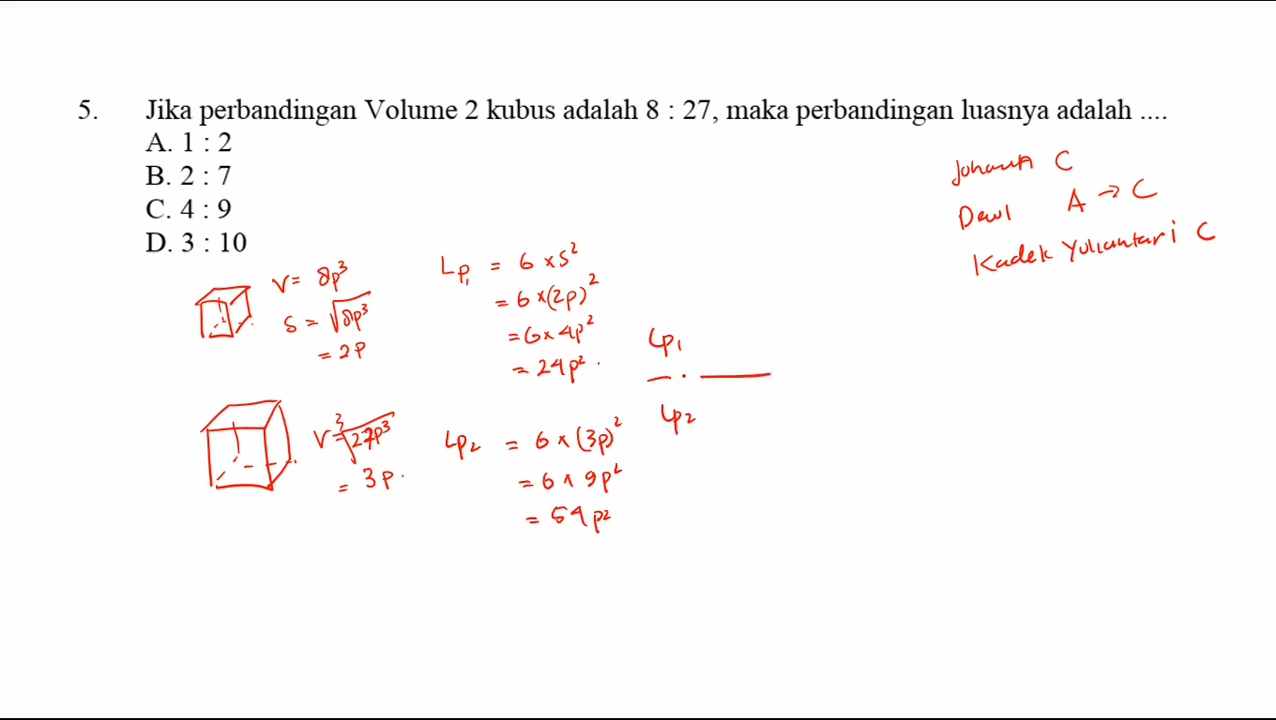 5. Jika perbandingan Volume 2 kubus adalah 8 : 27, maka perbandingan luasnya adalah ....
A. 1 : 2
B. 2 : 7
C. 4 : 9
D. 3 : 10
Johanna C
Dewi A → C
Kadek Yuliantari C
V = 8p³
s = √8p³
= 2p
Lp₁ = 6 × s²
= 6 × (2p)²
= 6 × 4p²
= 24p²
V = ³√27p³
= 3p
Lp₂ = 6 × (3p)²
= 6 × 9p²
= 54p²
Lp₁
Lp₂